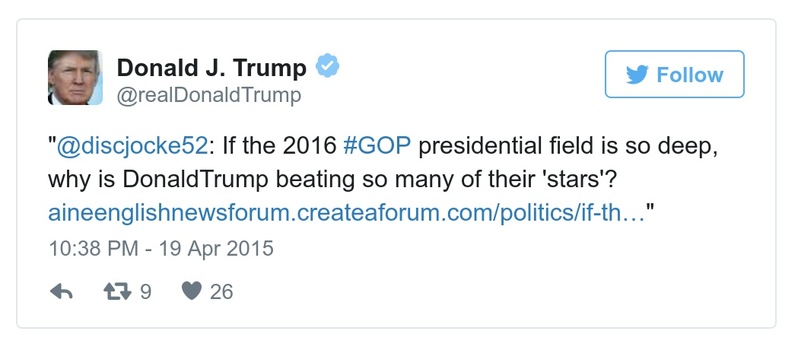 Donald J. Trump
@realDonaldTrump
Follow
"@discjocke52: If the 2016 #GOP presidential field is so deep,
why is DonaldTrump beating so many of their 'stars'?
aineenglishnewsforum.createaforum.com/politics/if-th…"
10:38 PM - 19 Apr 2015
9 26